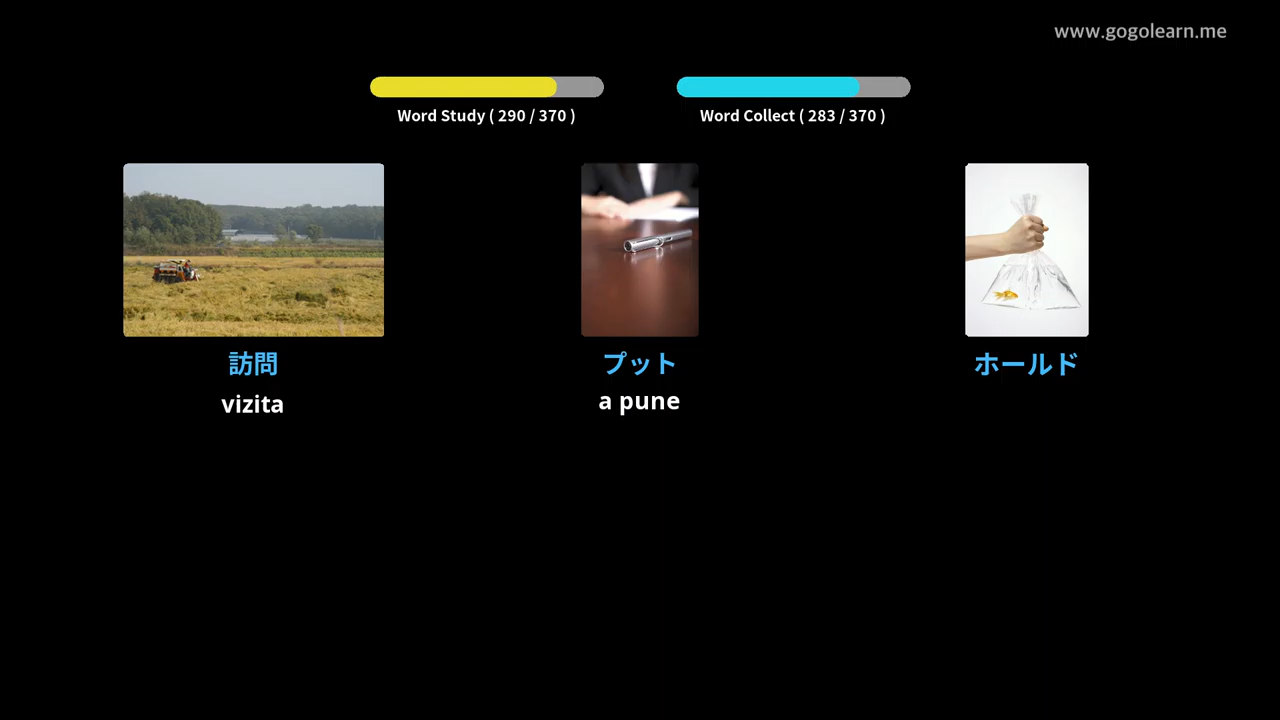 www.gogolearn.me
Word Study ( 290 / 370 )
Word Collect ( 283 / 370 )
訪問
プット
ホールド
vizita
a pune